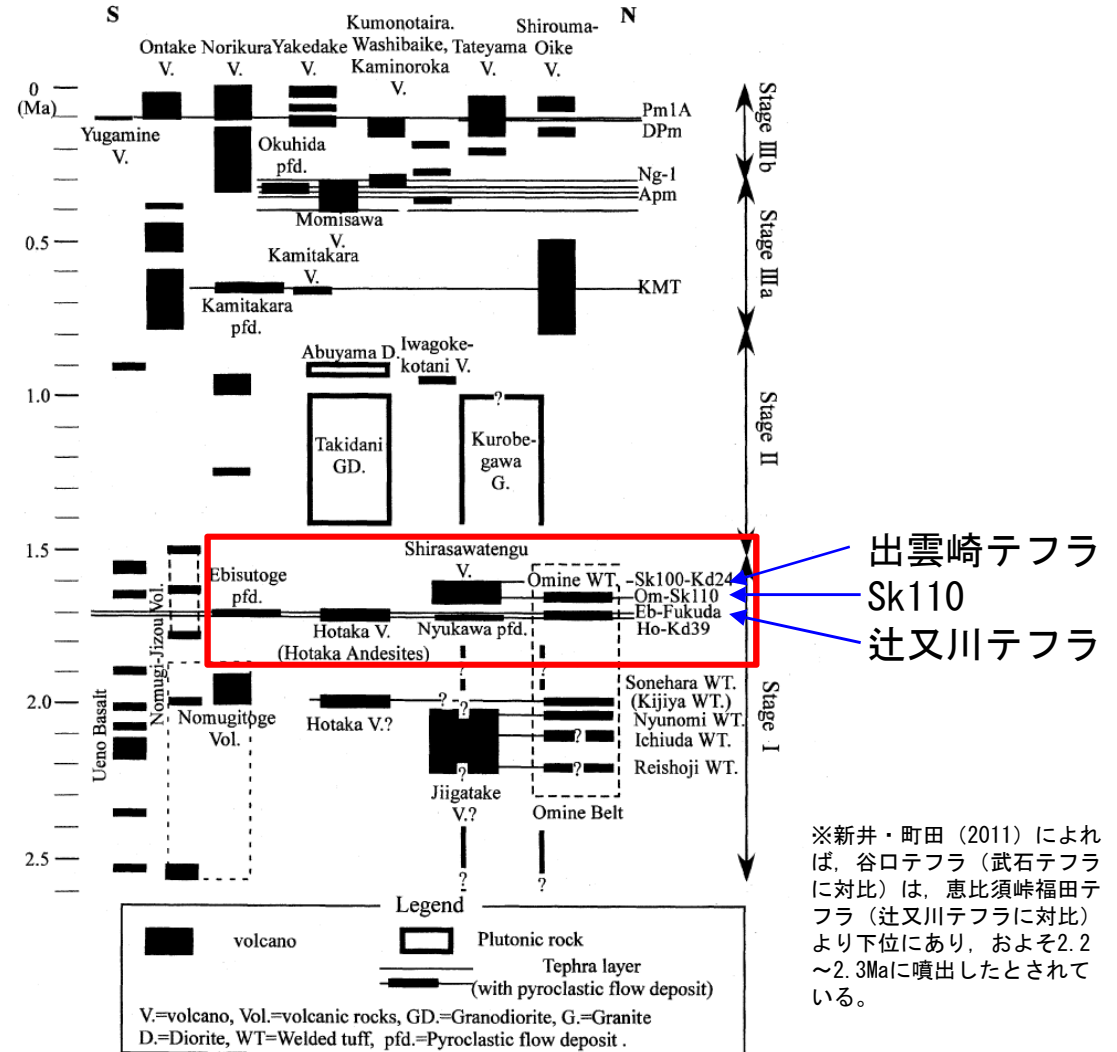 S
N
Ontake V.
Norikura V.
Yakedake V.
Kumonotaira. Washibaike, Kaminoroka V.
Tateyama V.
Shirouma-Oike V.
0
(Ma)
0.5
1.0
1.5
2.0
2.5
Yugamine V.
Okuhida pfd.
Momisawa V.
Kamitakara V.
Kamitakara pfd.
Pm1A
DPm
Ng-1
Apm
KMT
Stage Ⅲb
Stage Ⅲa
Stage Ⅱ
Stage Ⅰ
Abuyama D.
Iwagoke-kotani V.
Takidani GD.
?
Kurobe-gawa G.
Shirasawatengu V.
Ebisutoge pfd.
Omine WT.
Sk100-Kd24
Om-Sk110
Eb-Fukuda
Ho-Kd39
Hotaka V.
(Hotaka Andesites)
Nyukawa pfd.
出雲崎テフラ
Sk110
辻又川テフラ
Ueno Basalt
Nomugi-Jizou Vol.
Nomugitoge Vol.
Hotaka V.?
?
?
?
?
?
Jiigatake V.?
?
?
Sonehara WT.
(Kijiya WT.)
Nyunomi WT.
Ichiuda WT.
Reishoji WT.
?
?
Omine Belt
※新井・町田（2011）によれ
ば，谷口テフラ（武石テフラ
に対比）は，恵比須峠福田テ
フラ（辻又川テフラに対比）
より下位にあり，およそ2.2
～2.3Maに噴出したとされて
いる。
Legend
volcano
Plutonic rock
Tephra layer
(with pyroclastic flow deposit)
V.=volcano, Vol.=volcanic rocks, GD.=Granodiorite, G.=Granite
D.=Diorite, WT=Welded tuff, pfd.=Pyroclastic flow deposit .